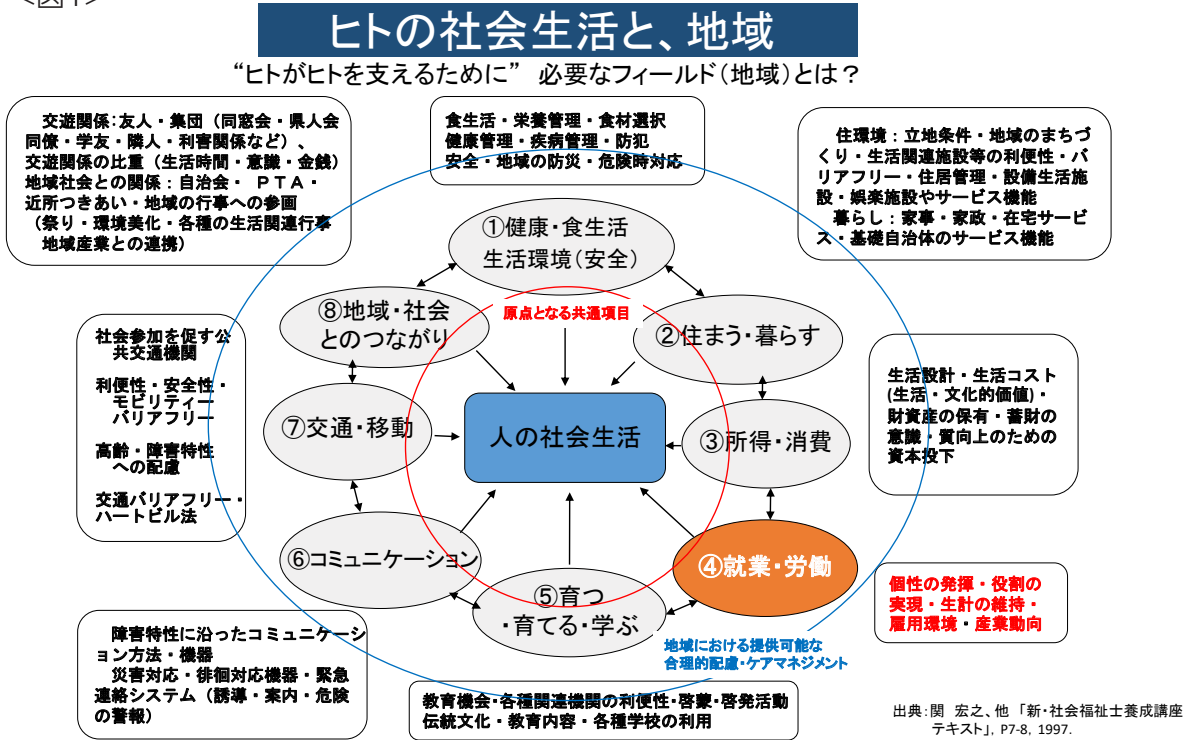 <図1>
ヒトの社会生活と、地域
“ヒトがヒトを支えるために” 必要なフィールド(地域)とは?
交遊関係:友人・集団(同窓会・県人会
同僚・学友・隣人・利害関係など)、
交遊関係の比重(生活時間・意識・金銭)
地域社会との関係:自治会・ PTA・
近所つきあい・地域の行事への参画
(祭り・環境美化・各種の生活関連行事
地域産業との連携)
食生活・栄養管理・食材選択
健康管理・疾病管理・防犯
安全・地域の防災・危険時対応
住環境:立地条件・地域のまちづ
くり・生活関連施設等の利便性・バ
リアフリー・住居管理・設備生活施
設・娯楽施設やサービス機能
暮らし:家事・家政・在宅サービ
ス・基礎自治体のサービス機能
①健康・食生活
生活環境(安全)
⑧地域・社会
とのつながり
原点となる共通項目
②住まう・暮らす
社会参加を促す公
共交通機関
利便性・安全性・
モビリティー
バリアフリー
高齢・障害特性
への配慮
交通バリアフリー・
ハートビル法
⑦交通・移動
人の社会生活
③所得・消費
生活設計・生活コスト
(生活・文化的価値)・
財資産の保有・蓄財の
意識・質向上のための
資本投下
⑥コミュニケーション
④就業・労働
⑤育つ
・育てる・学ぶ
個性の発揮・役割の
実現・生計の維持・
雇用環境・産業動向
地域における提供可能な
合理的配慮・ケアマネジメント
障害特性に沿ったコミュニケーシ
ョン方法・機器
災害対応・徘徊対応機器・緊急
連絡システム(誘導・案内・危険
の警報)
教育機会・各種関連機関の利便性・啓蒙・啓発活動
伝統文化・教育内容・各種学校の利用
出典:関 宏之、他 「新・社会福祉士養成講座
テキスト」, P7-8, 1997.